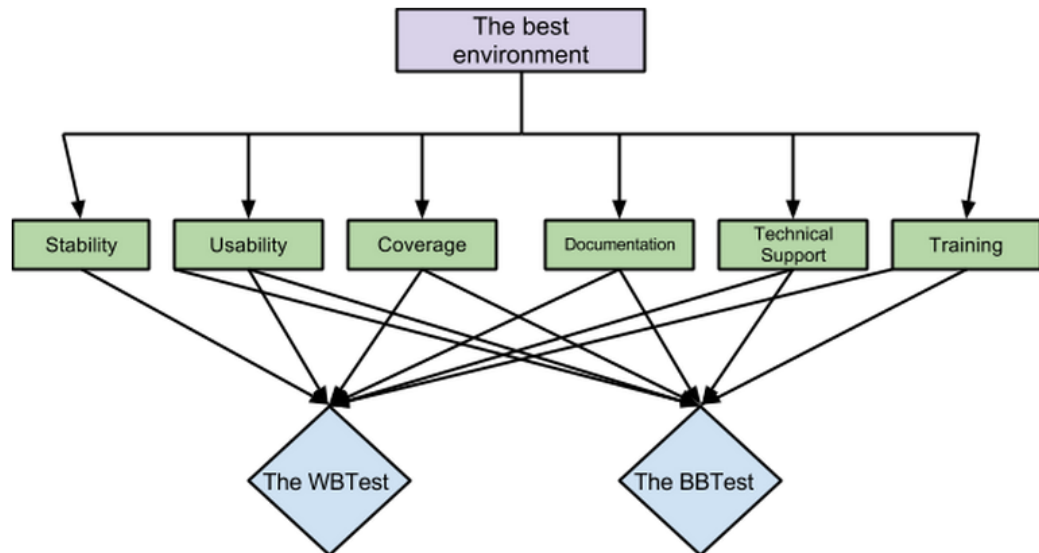 The best
environment
Stability
Usability
Coverage
Documentation
Technical
Support
Training
The WBTest
The BBTest